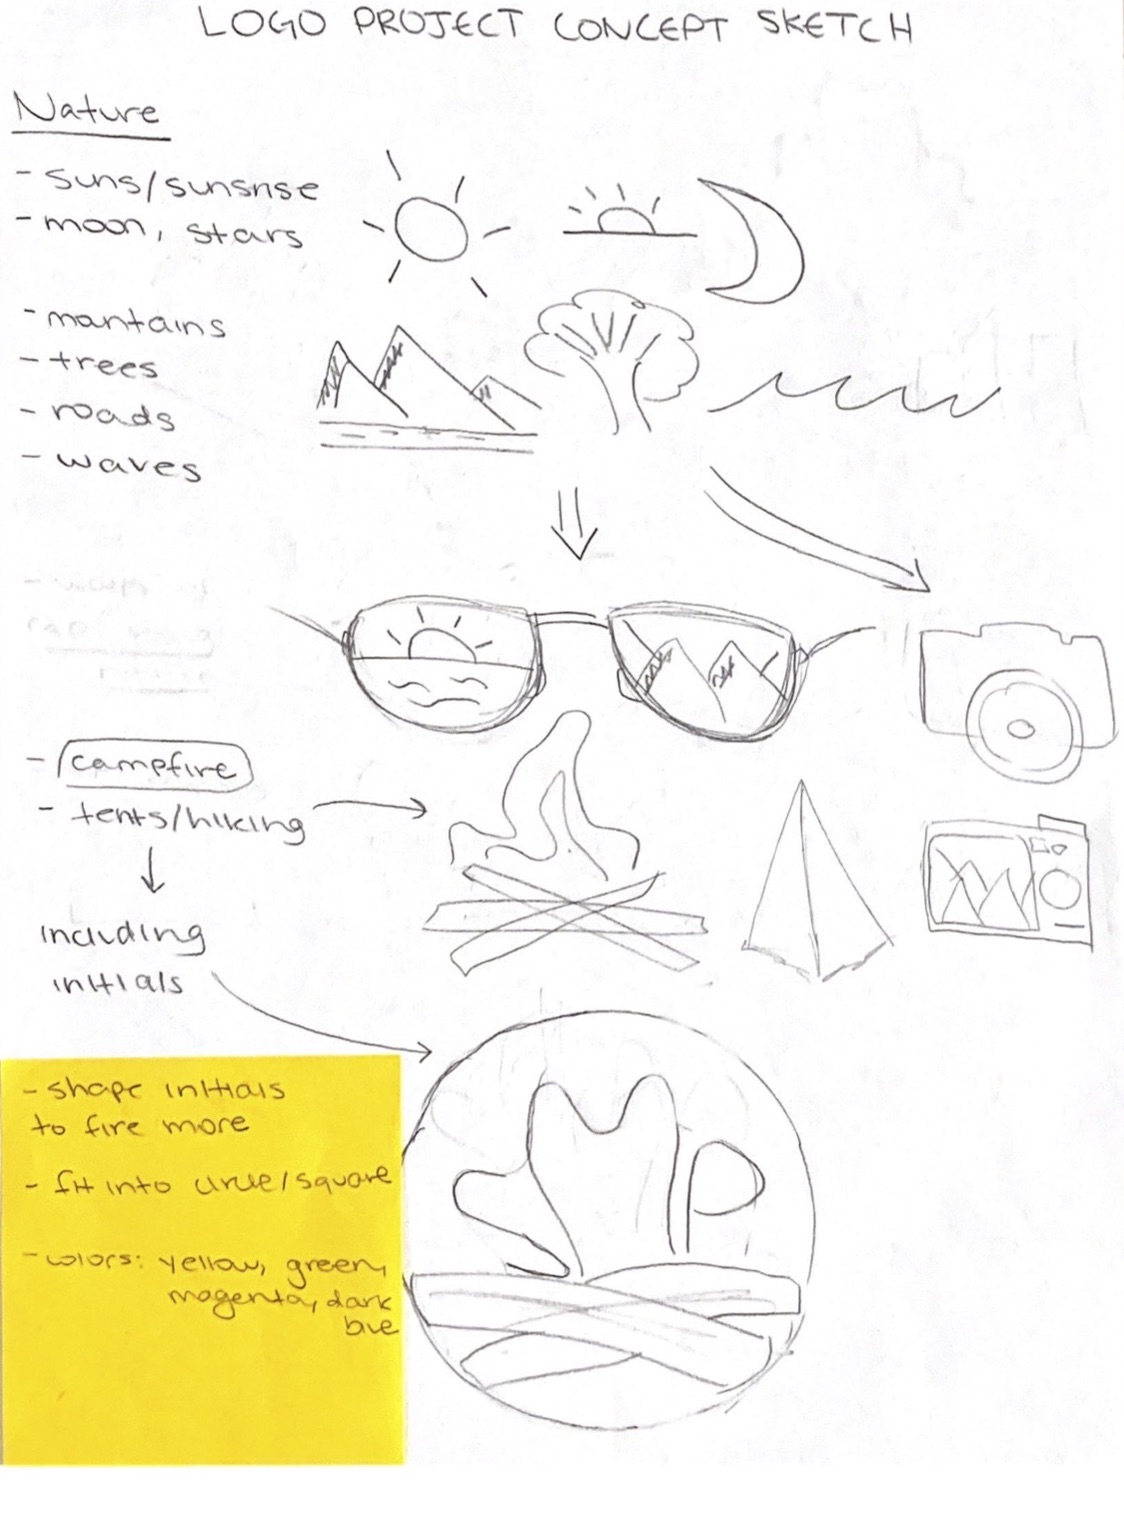 LOGO PROJECT CONCEPT SKETCH
Nature
- suns/sunsrise
- moon, stars
- mantains
- trees
- roads
- waves
- campfire
- tents/hiking
including
initials
- shape initials
to fire more
- fit into circle/square
- colors: yellow, green,
magenta, dark
blue
SMP